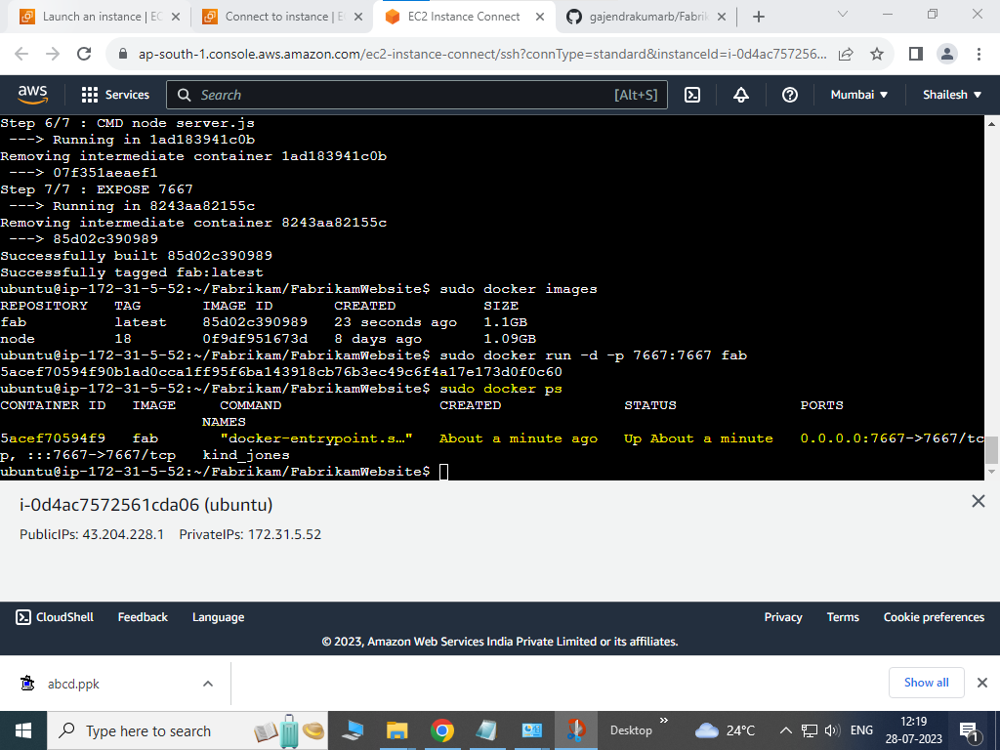 Launch an instance | EC
Connect to instance | E
EC2 Instance Connect
gajendrakumarb/Fabrik
ap-south-1.console.aws.amazon.com/ec2-instance-connect/ssh?connType=standard&instanceId=i-0d4ac757256...
aws
Services
Search
[Alt+S]
Mumbai
Shailesh
Step 6/7 : CMD node server.js
---> Running in 1ad183941c0b
Removing intermediate container 1ad183941c0b
---> 07f351aeaef1
Step 7/7 : EXPOSE 7667
---> Running in 8243aa82155c
Removing intermediate container 8243aa82155c
---> 85d02c390989
Successfully built 85d02c390989
Successfully tagged fab:latest
ubuntu@ip-172-31-5-52:~/Fabrikam/FabrikamWebsite$ sudo docker images
REPOSITORY TAG IMAGE ID CREATED SIZE
fab latest 85d02c390989 23 seconds ago 1.1GB
node 18 0f9df951673d 8 days ago 1.09GB
ubuntu@ip-172-31-5-52:~/Fabrikam/FabrikamWebsite$ sudo docker run -d -p 7667:7667 fab
5acef70594f90b1ad0cca1ff95f6ba143918cb76b3ec49c6f4a17e173d0f0c60
ubuntu@ip-172-31-5-52:~/Fabrikam/FabrikamWebsite$ sudo docker ps
CONTAINER ID IMAGE COMMAND CREATED STATUS PORTS
NAMES
5acef70594f9 fab "docker-entrypoint.s…" About a minute ago Up About a minute 0.0.0.0:7667->7667/tc
p, :::7667->7667/tcp kind_jones
ubuntu@ip-172-31-5-52:~/Fabrikam/FabrikamWebsite$
i-0d4ac7572561cda06 (ubuntu)
PublicIPs: 43.204.228.1 PrivateIPs: 172.31.5.52
CloudShell
Feedback
Language
Privacy
Terms
Cookie preferences
© 2023, Amazon Web Services India Private Limited or its affiliates.
abcd.ppk
Show all
Type here to search
Desktop
24°C
ENG
12:19
28-07-2023
1